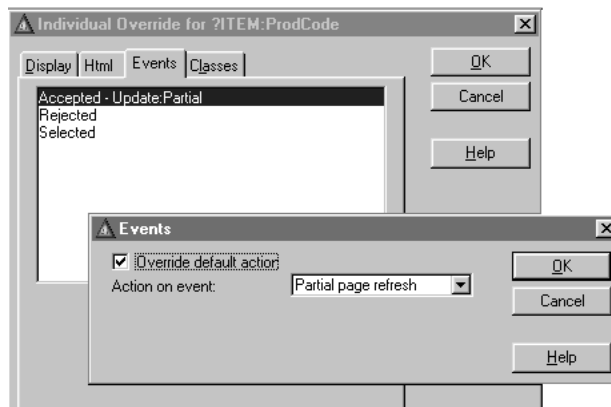 Individual Override for ?ITEM:ProdCode
Display Html Events Classes
OK
Accepted - Update:Partial
Rejected
Selected
Cancel
Help
Events
Override default action
OK
Action on event: Partial page refresh
Cancel
Help